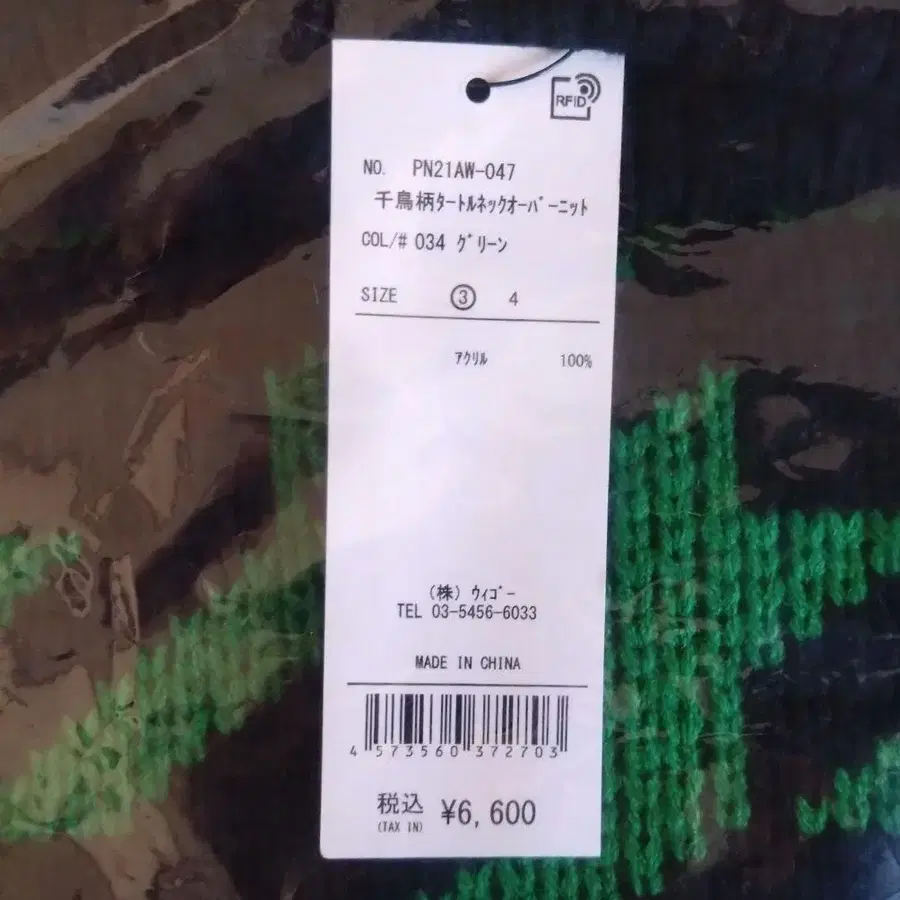 RFID
NO. PN21AW-047
千鳥柄ﾀｰﾄﾙﾈｯｸｵｰﾊﾞｰﾆｯﾄ
COL/# 034 ｸﾞﾘｰﾝ
SIZE ③ 4
ｱｸﾘﾙ 100%
(株) ｳｨｺﾞｰ
TEL 03-5456-6033
MADE IN CHINA
4 573560 372703
税込 ¥6,600
(TAX IN)